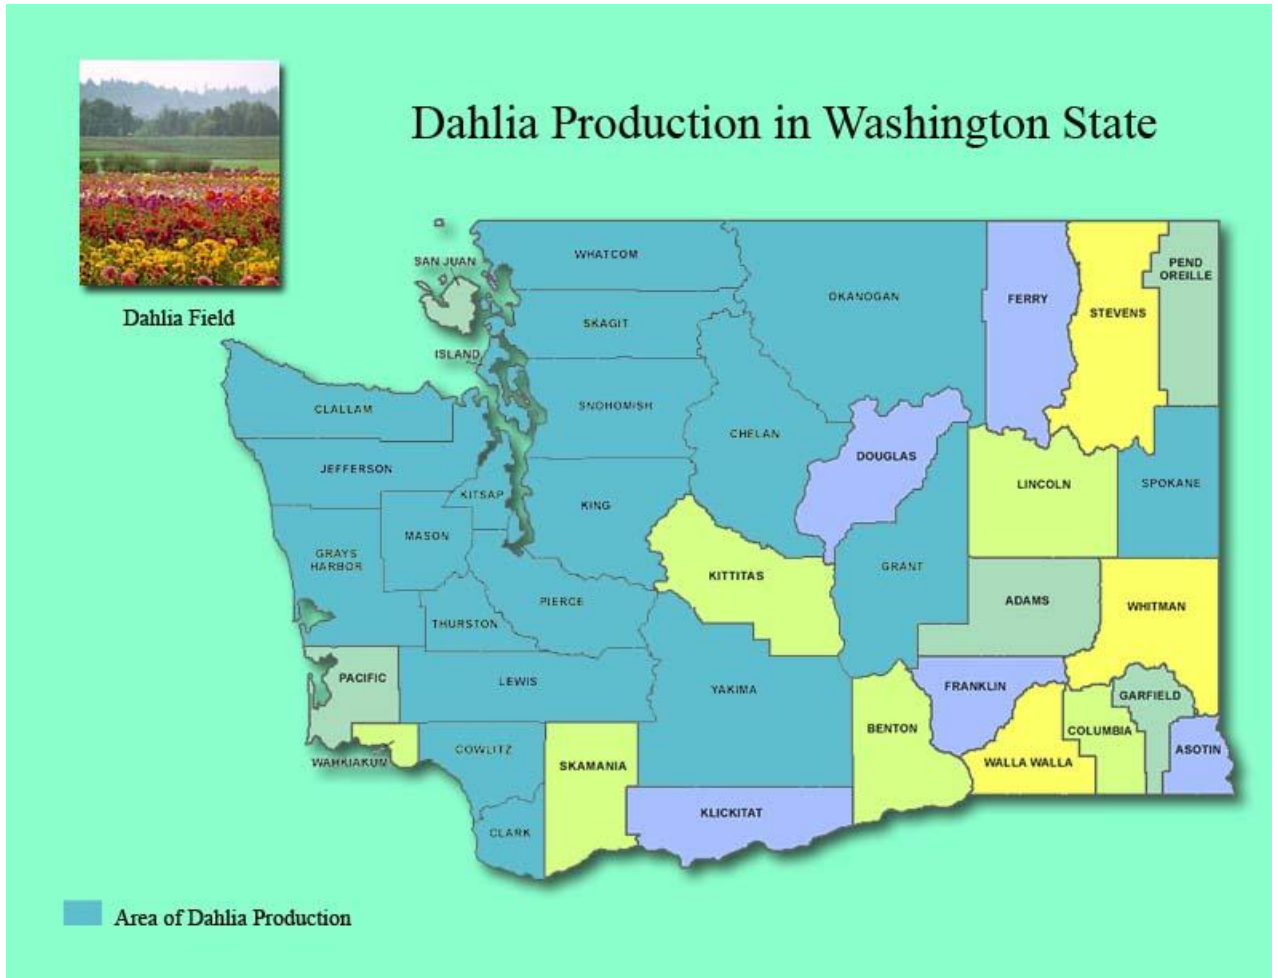 Dahlia Production in Washington State
Dahlia Field
SAN JUAN
WHATCOM
OKANOGAN
FERRY
STEVENS
PEND
OREILLE
SKAGIT
ISLAND
CLALLAM
SNOHOMISH
CHELAN
DOUGLAS
JEFFERSON
KITSAP
KING
LINCOLN
SPOKANE
MASON
GRAYS
HARBOR
KITTITAS
GRANT
PIERCE
ADAMS
WHITMAN
THURSTON
PACIFIC
LEWIS
YAKIMA
FRANKLIN
GARFIELD
BENTON
COLUMBIA
WAHKIAKUM
COWLITZ
SKAMANIA
WALLA WALLA
ASOTIN
KLICKITAT
CLARK
Area of Dahlia Production